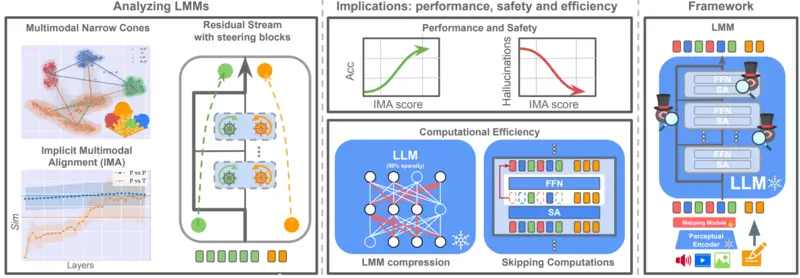 Analyzing LMMs
Multimodal Narrow Cones
Residual Stream
with steering blocks
Implicit Multimodal
Alignment (IMA)
P vs P
P vs T
Sim
Layers
Implications: performance, safety and efficiency
Performance and Safety
Acc
IMA score
Hallucinations
IMA score
Computational Efficiency
LLM
(90% sparsity)
LMM compression
FFN
SA
Skipping Computations
Framework
LMM
FFN
SA
FFN
SA
FFN
SA
LLM
Mapping Module
Perceptual
Encoder